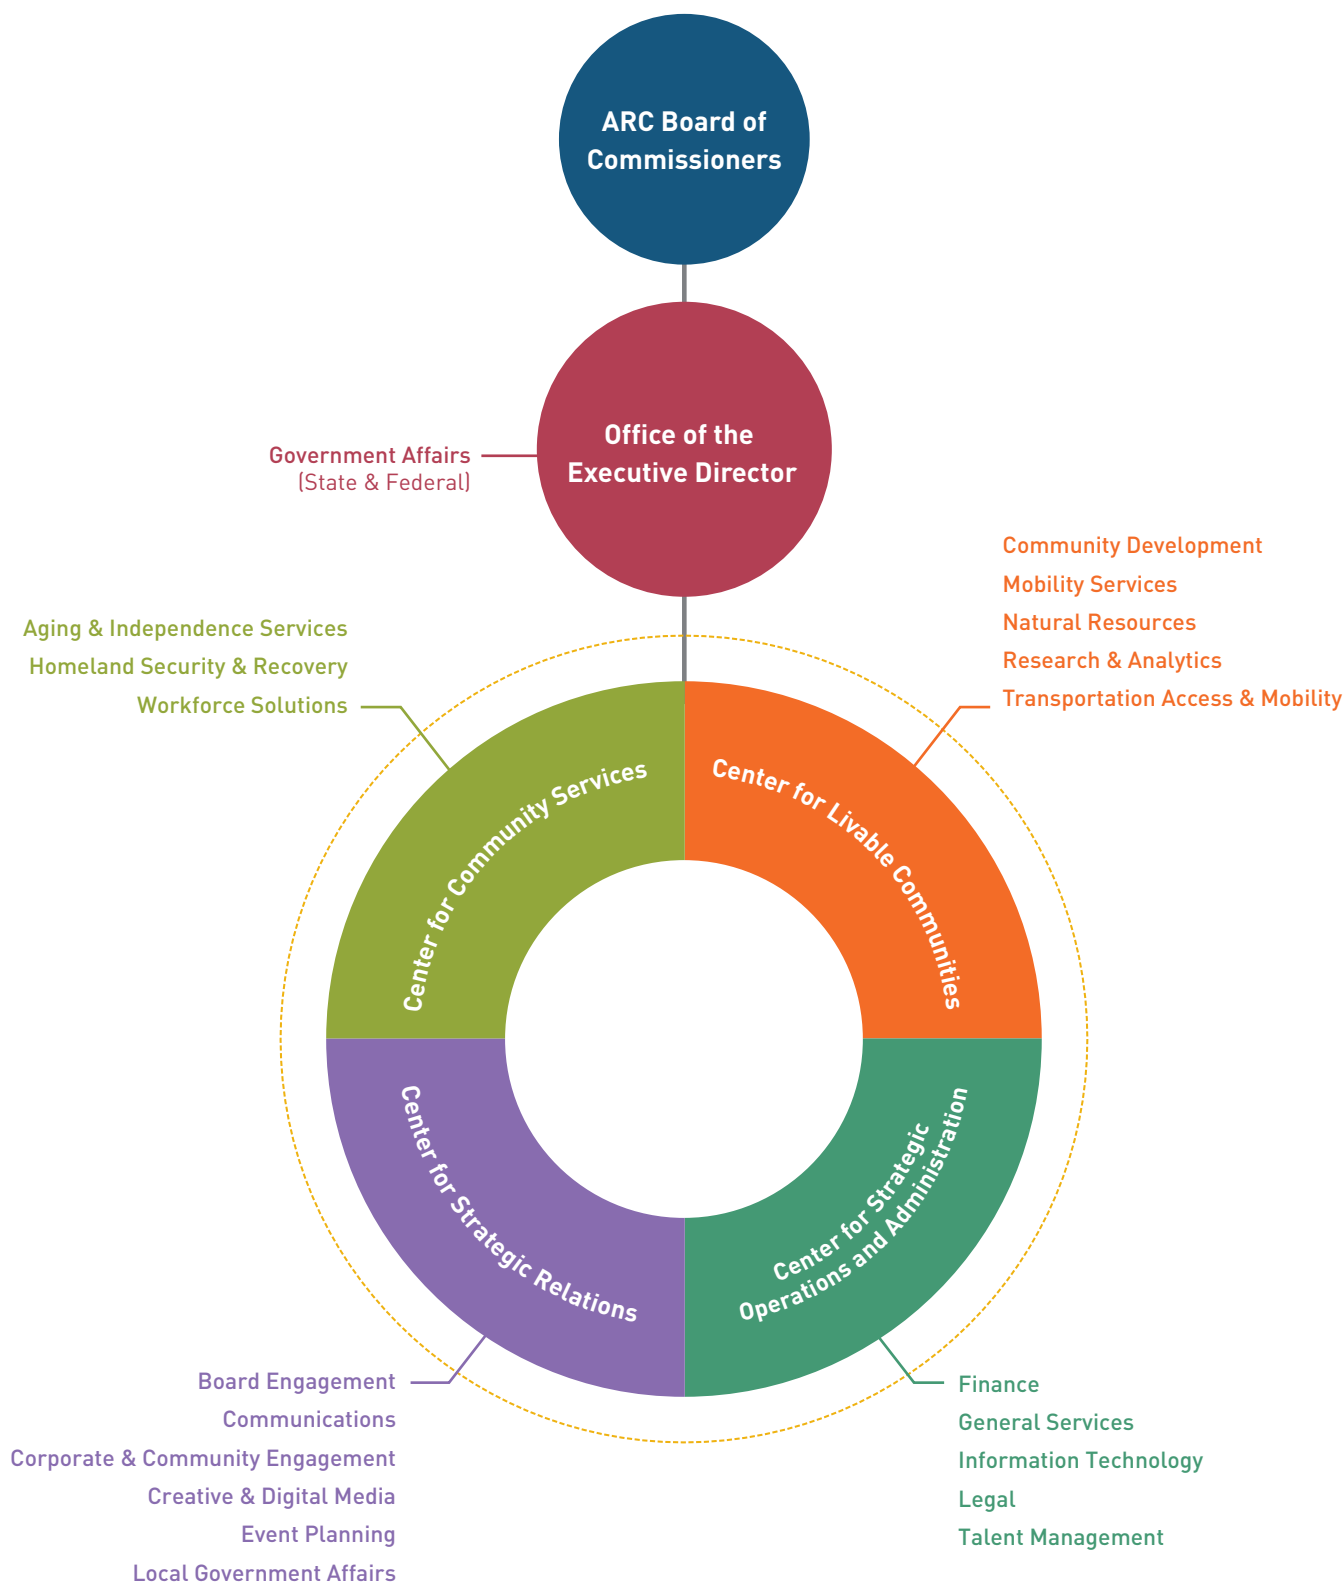 ARC Board of
Commissioners
Office of the
Executive Director
Government Affairs
(State & Federal)
Aging & Independence Services
Homeland Security & Recovery
Workforce Solutions
Community Development
Mobility Services
Natural Resources
Research & Analytics
Transportation Access & Mobility
Center for Community Services
Center for Livable Communities
Center for Strategic Relations
Center for Strategic
Operations and Administration
Board Engagement
Communications
Corporate & Community Engagement
Creative & Digital Media
Event Planning
Local Government Affairs
Finance
General Services
Information Technology
Legal
Talent Management